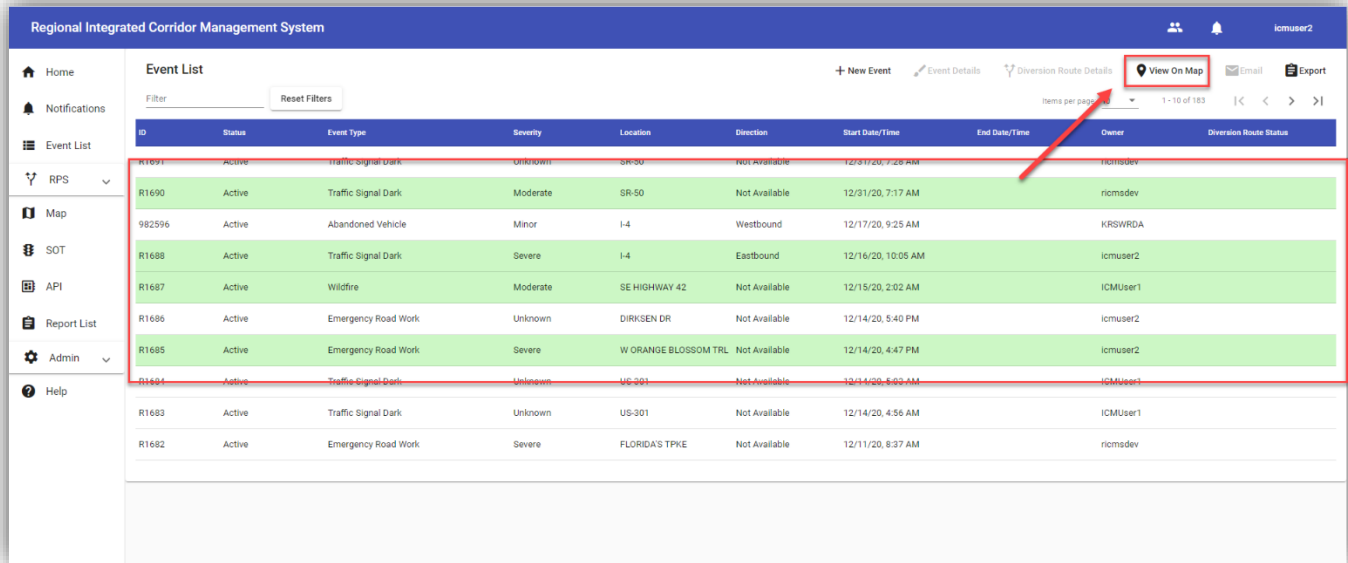 Regional Integrated Corridor Management System icmuser2
Home
Notifications
Event List
RPS
Map
SOT
API
Report List
Admin
Help
Event List + New Event Event Details Diversion Route Details View On Map Email Export
Filter Reset Filters Items per page 1 - 10 of 183
ID Status Event Type Severity Location Direction Start Date/Time End Date/Time Owner Diversion Route Status
R1691 Active Traffic Signal Dark Unknown SR-50 Not Available 12/31/20, 7:28 AM ricmsdev
R1690 Active Traffic Signal Dark Moderate SR-50 Not Available 12/31/20, 7:17 AM ricmsdev
982596 Active Abandoned Vehicle Minor I-4 Westbound 12/17/20, 9:25 AM KRSWRDA
R1688 Active Traffic Signal Dark Severe I-4 Eastbound 12/16/20, 10:05 AM icmuser2
R1687 Active Wildfire Moderate SE HIGHWAY 42 Not Available 12/15/20, 2:02 AM ICMUser1
R1686 Active Emergency Road Work Unknown DIRKSEN DR Not Available 12/14/20, 5:40 PM icmuser2
R1685 Active Emergency Road Work Severe W ORANGE BLOSSOM TRL Not Available 12/14/20, 4:47 PM icmuser2
R1684 Active Traffic Signal Dark Unknown US-301 Not Available 12/14/20, 5:03 AM ICMUser1
R1683 Active Traffic Signal Dark Unknown US-301 Not Available 12/14/20, 4:56 AM ICMUser1
R1682 Active Emergency Road Work Severe FLORIDA'S TPKE Not Available 12/11/20, 8:37 AM ricmsdev